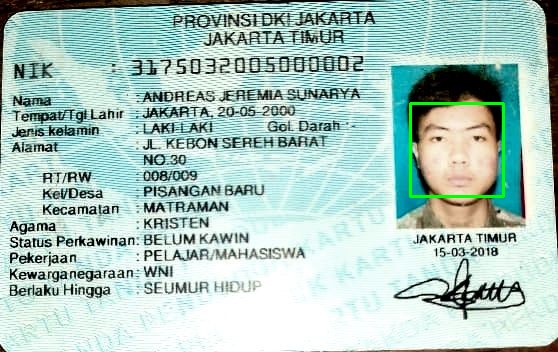 PROVINSI DKI JAKARTA
JAKARTA TIMUR
NIK : 3175032005000002
Nama : ANDREAS JEREMIA SUNARYA
Tempat/Tgl Lahir : JAKARTA, 20-05-2000
Jenis kelamin : LAKI-LAKI Gol. Darah :-
Alamat : JL. KEBON SEREH BARAT
NO.30
RT/RW : 008/009
Kel/Desa : PISANGAN BARU
Kecamatan : MATRAMAN
Agama : KRISTEN
Status Perkawinan: BELUM KAWIN
Pekerjaan : PELAJAR/MAHASISWA
Kewarganegaraan: WNI
Berlaku Hingga : SEUMUR HIDUP
JAKARTA TIMUR
15-03-2018